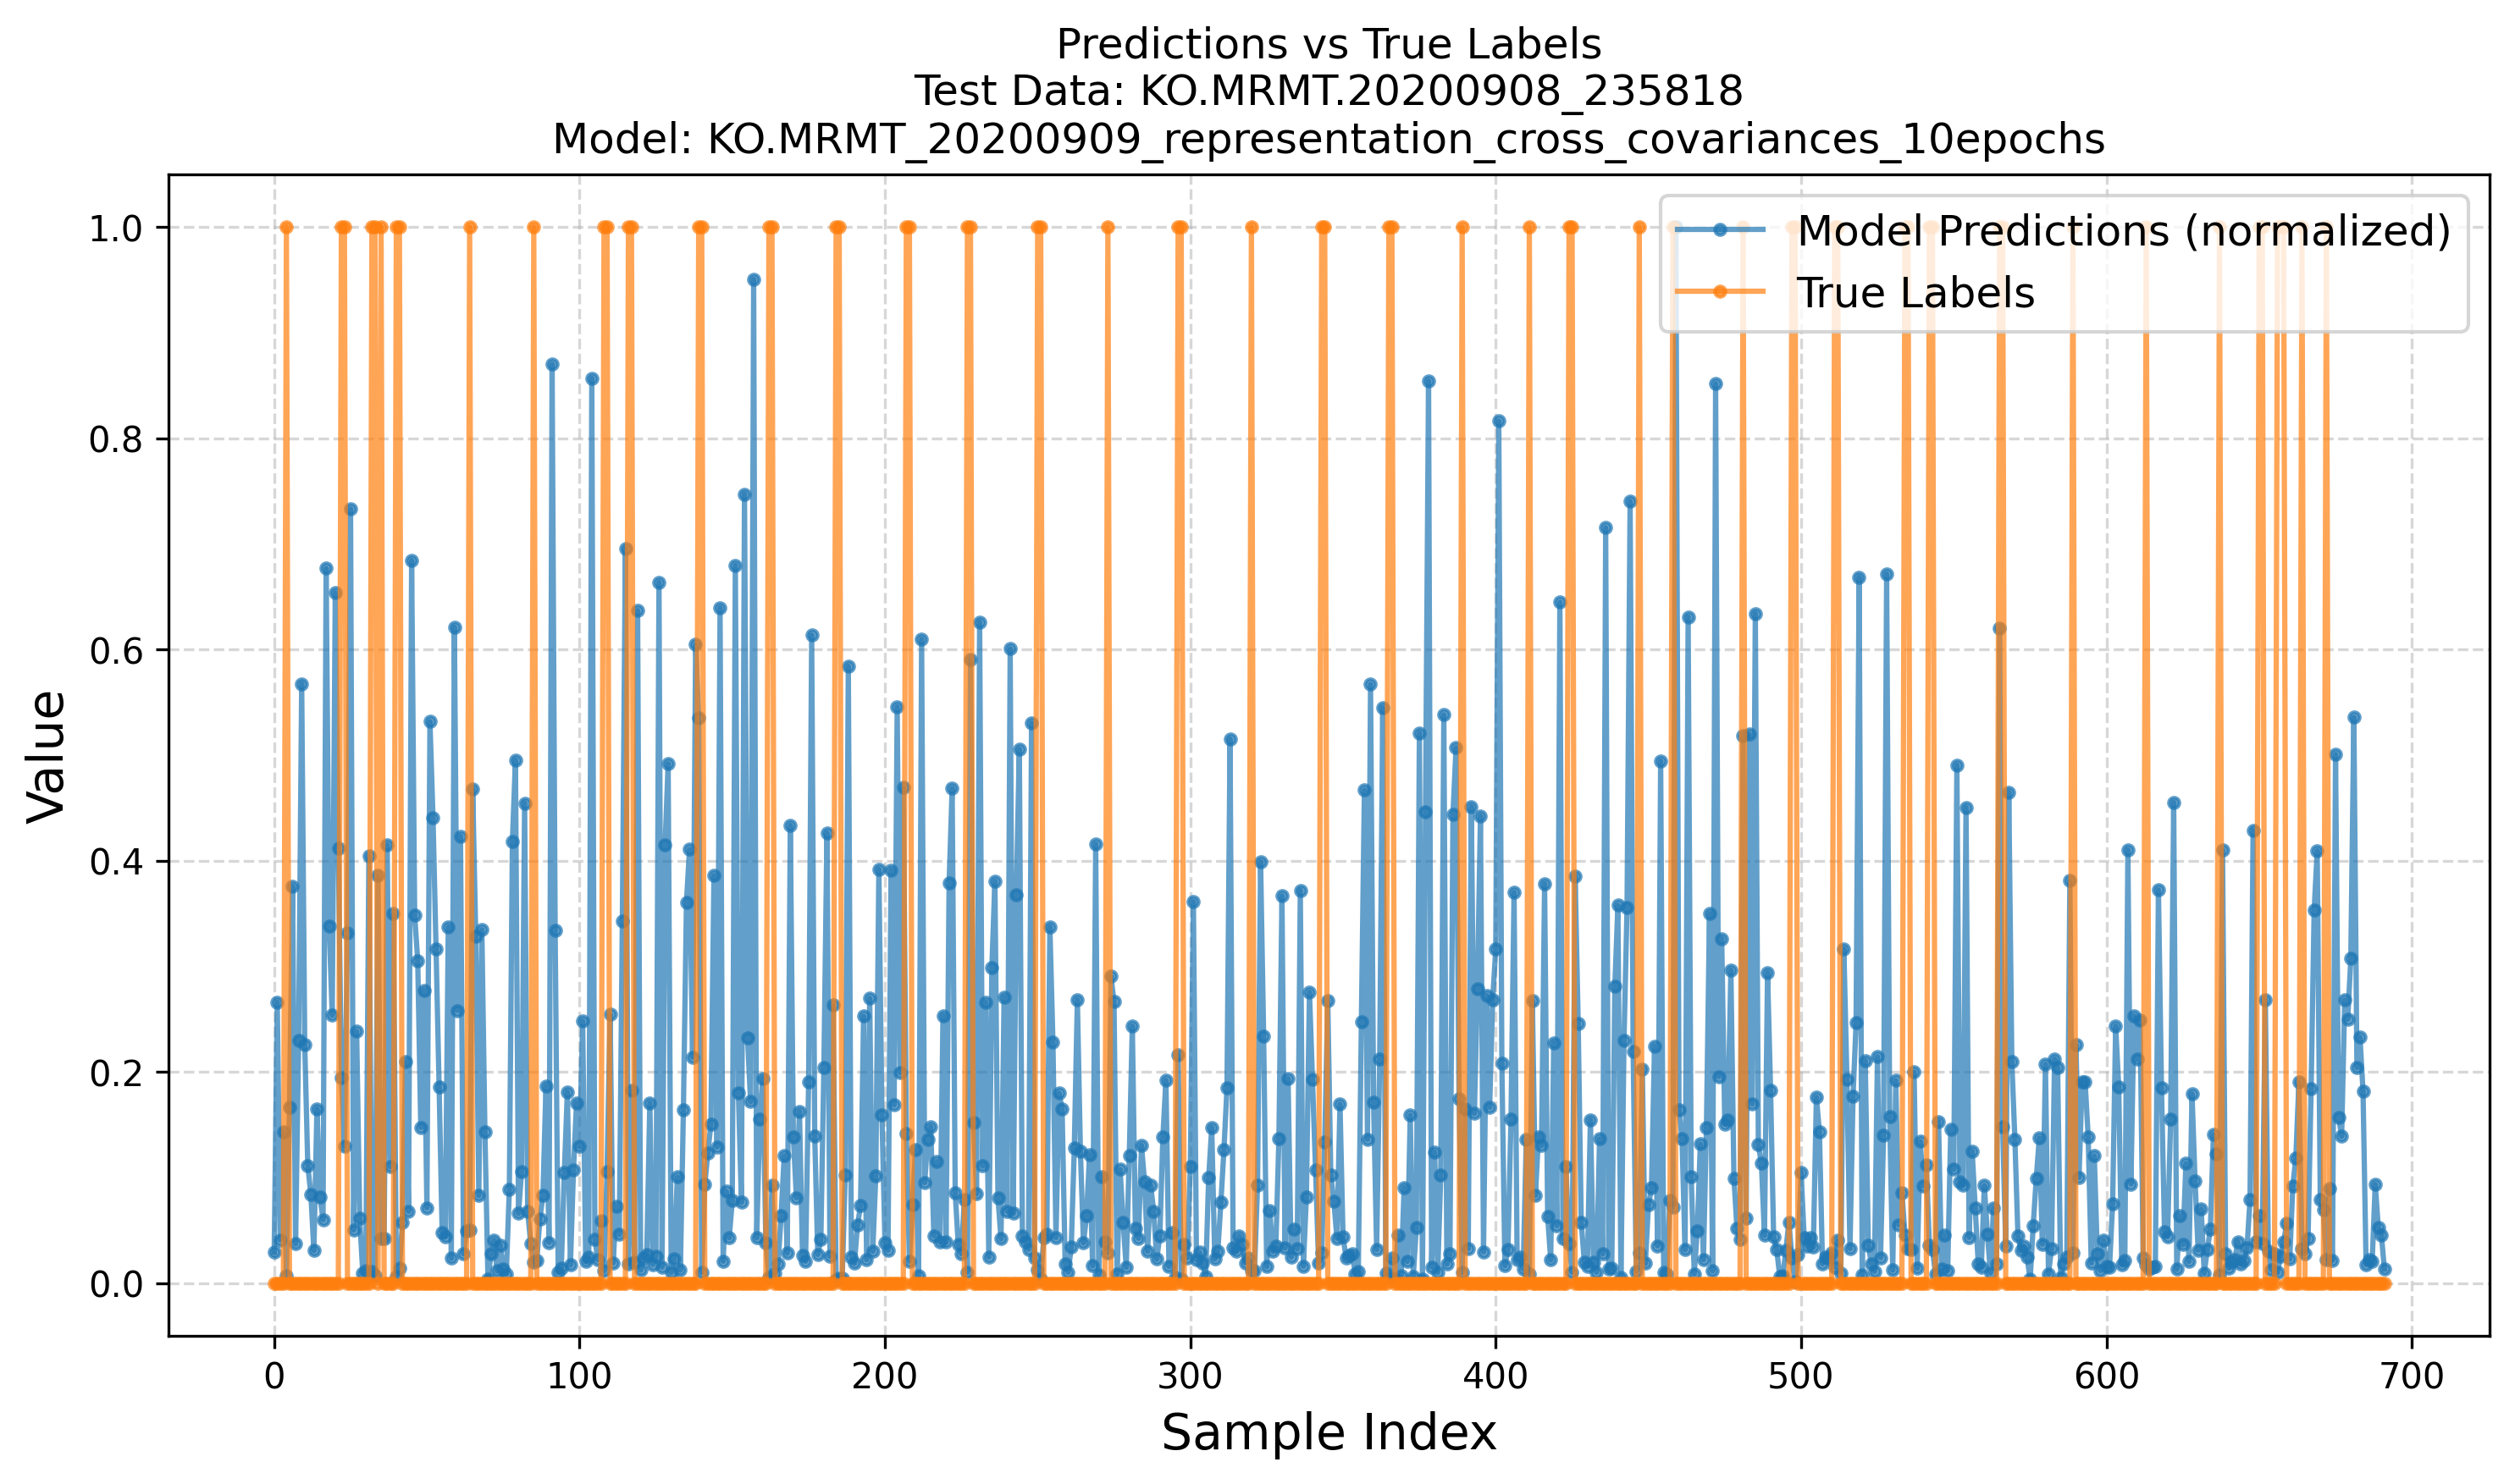 Predictions vs True Labels
Test Data: KO.MRMT.20200908_235818
Model: KO.MRMT_20200909_representation_cross_covariances_10epochs
Model Predictions (normalized)
True Labels
1.0
0.8
0.6
0.4
0.2
0.0
Value
0 100 200 300 400 500 600 700
Sample Index